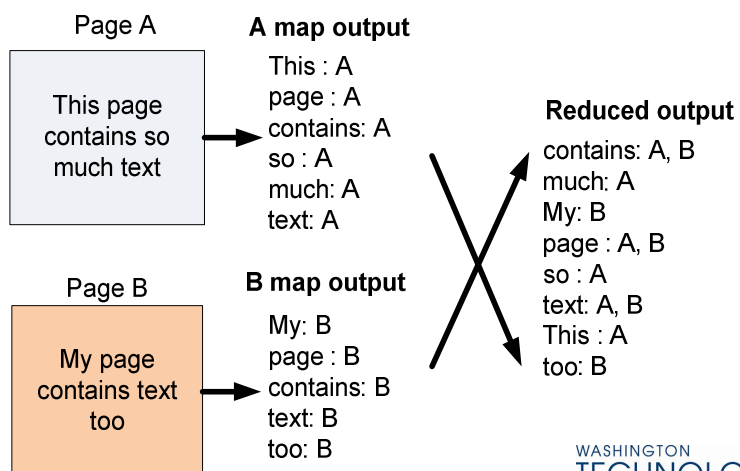 Page A
This page
contains so
much text
A map output
This : A
page : A
contains: A
so : A
much: A
text: A
Page B
My page
contains text
too
B map output
My: B
page : B
contains: B
text: B
too: B
Reduced output
contains: A, B
much: A
My: B
page : A, B
so : A
text: A, B
This : A
too: B
WASHINGTON
TECHNOLO